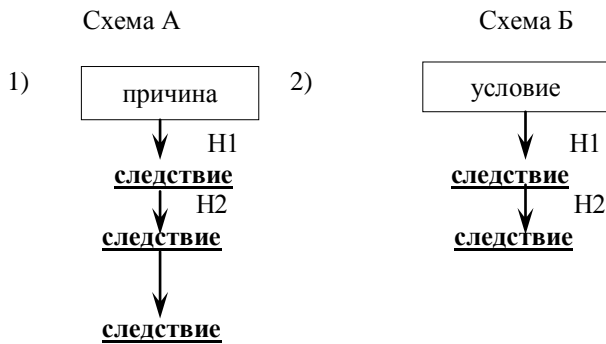 Схема А Схема Б
1) причина 2) условие
Н1 Н1
следствие следствие
Н2 Н2
следствие следствие
следствие